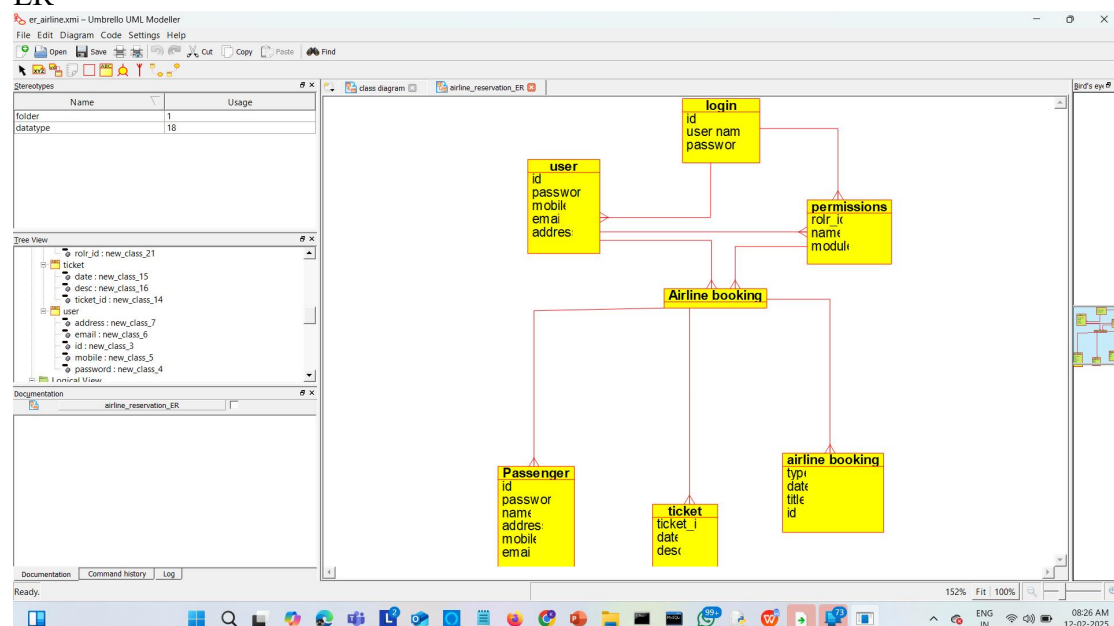 ER
er_airline.xmi – Umbrello UML Modeller
File Edit Diagram Code Settings Help
Open Save Cut Copy Paste Find
Stereotypes
Name Usage
folder 1
datatype 18
Tree View
rolr_id : new_class_21
ticket
date : new_class_15
desc : new_class_16
ticket_id : new_class_14
user
address : new_class_7
email : new_class_6
id : new_class_3
mobile : new_class_5
password : new_class_4
Logical View
Documentation
airline_reservation_ER
Documentation Command history Log
class diagram airline_reservation_ER
Bird's eye
login
id
user nam
passwor
user
id
passwor
mobile
emai
addres
permissions
rolr_id
name
module
Airline booking
Passenger
id
passwor
name
addres
mobile
emai
ticket
ticket_i
date
desc
airline booking
type
date
title
id
Ready.
152% Fit 100%
99+
73
ENG
IN
08:26 AM
12-02-2025